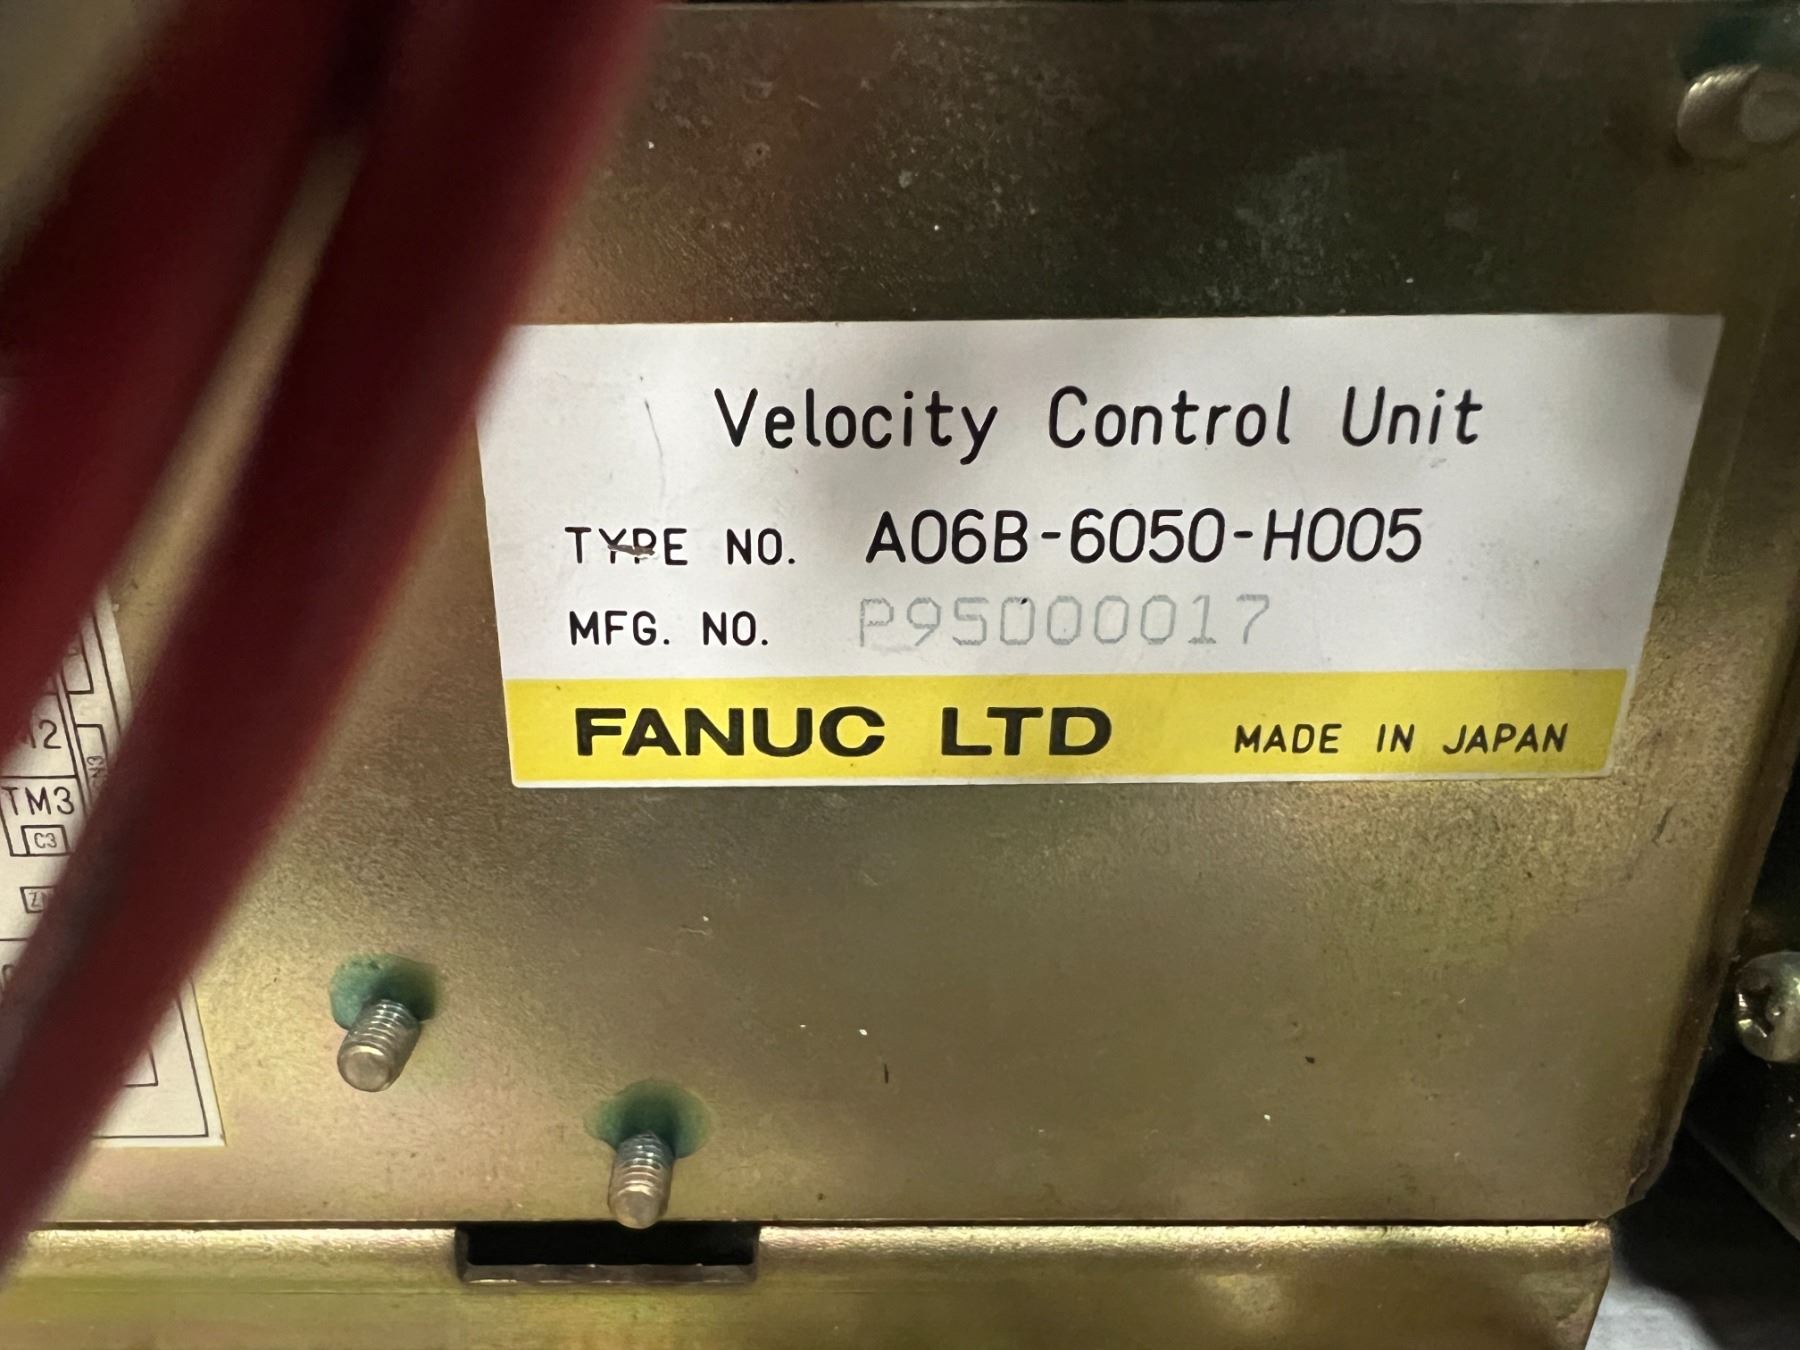 Velocity Control Unit
TYPE NO. A06B-6050-H005
MFG. NO. P95000017
FANUC LTD MADE IN JAPAN
TM3
C3